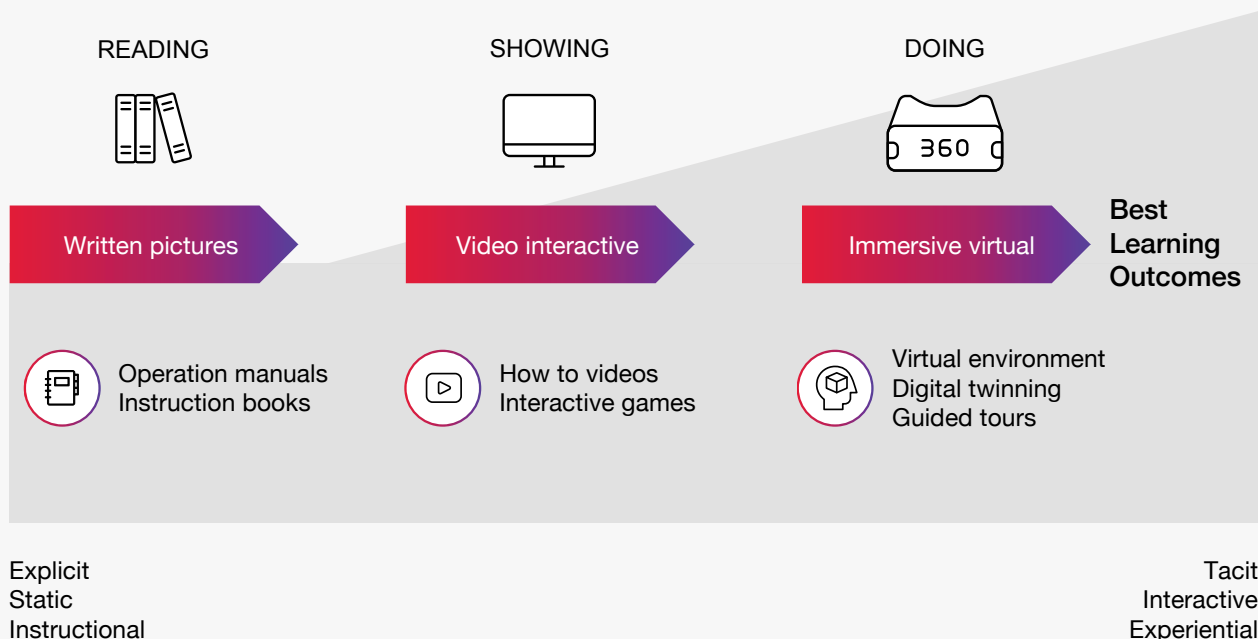 READING
SHOWING
DOING
360
Written pictures
Video interactive
Immersive virtual
Best
Learning
Outcomes
Operation manuals
Instruction books
How to videos
Interactive games
Virtual environment
Digital twinning
Guided tours
Explicit
Static
Instructional
Tacit
Interactive
Experiential